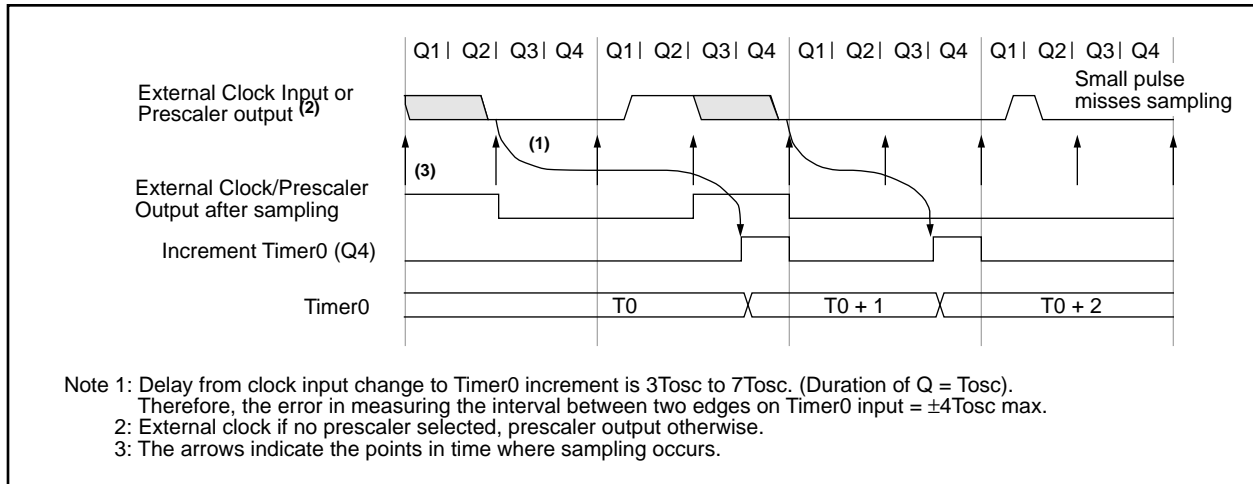 Q1| Q2| Q3| Q4 Q1| Q2| Q3| Q4 Q1| Q2| Q3| Q4 Q1| Q2| Q3| Q4
External Clock Input or
Prescaler output (2)
Small pulse
misses sampling
(1)
(3)
External Clock/Prescaler
Output after sampling
Increment Timer0 (Q4)
Timer0 T0 T0 + 1 T0 + 2
Note 1: Delay from clock input change to Timer0 increment is 3Tosc to 7Tosc. (Duration of Q = Tosc).
Therefore, the error in measuring the interval between two edges on Timer0 input = ±4Tosc max.
2: External clock if no prescaler selected, prescaler output otherwise.
3: The arrows indicate the points in time where sampling occurs.